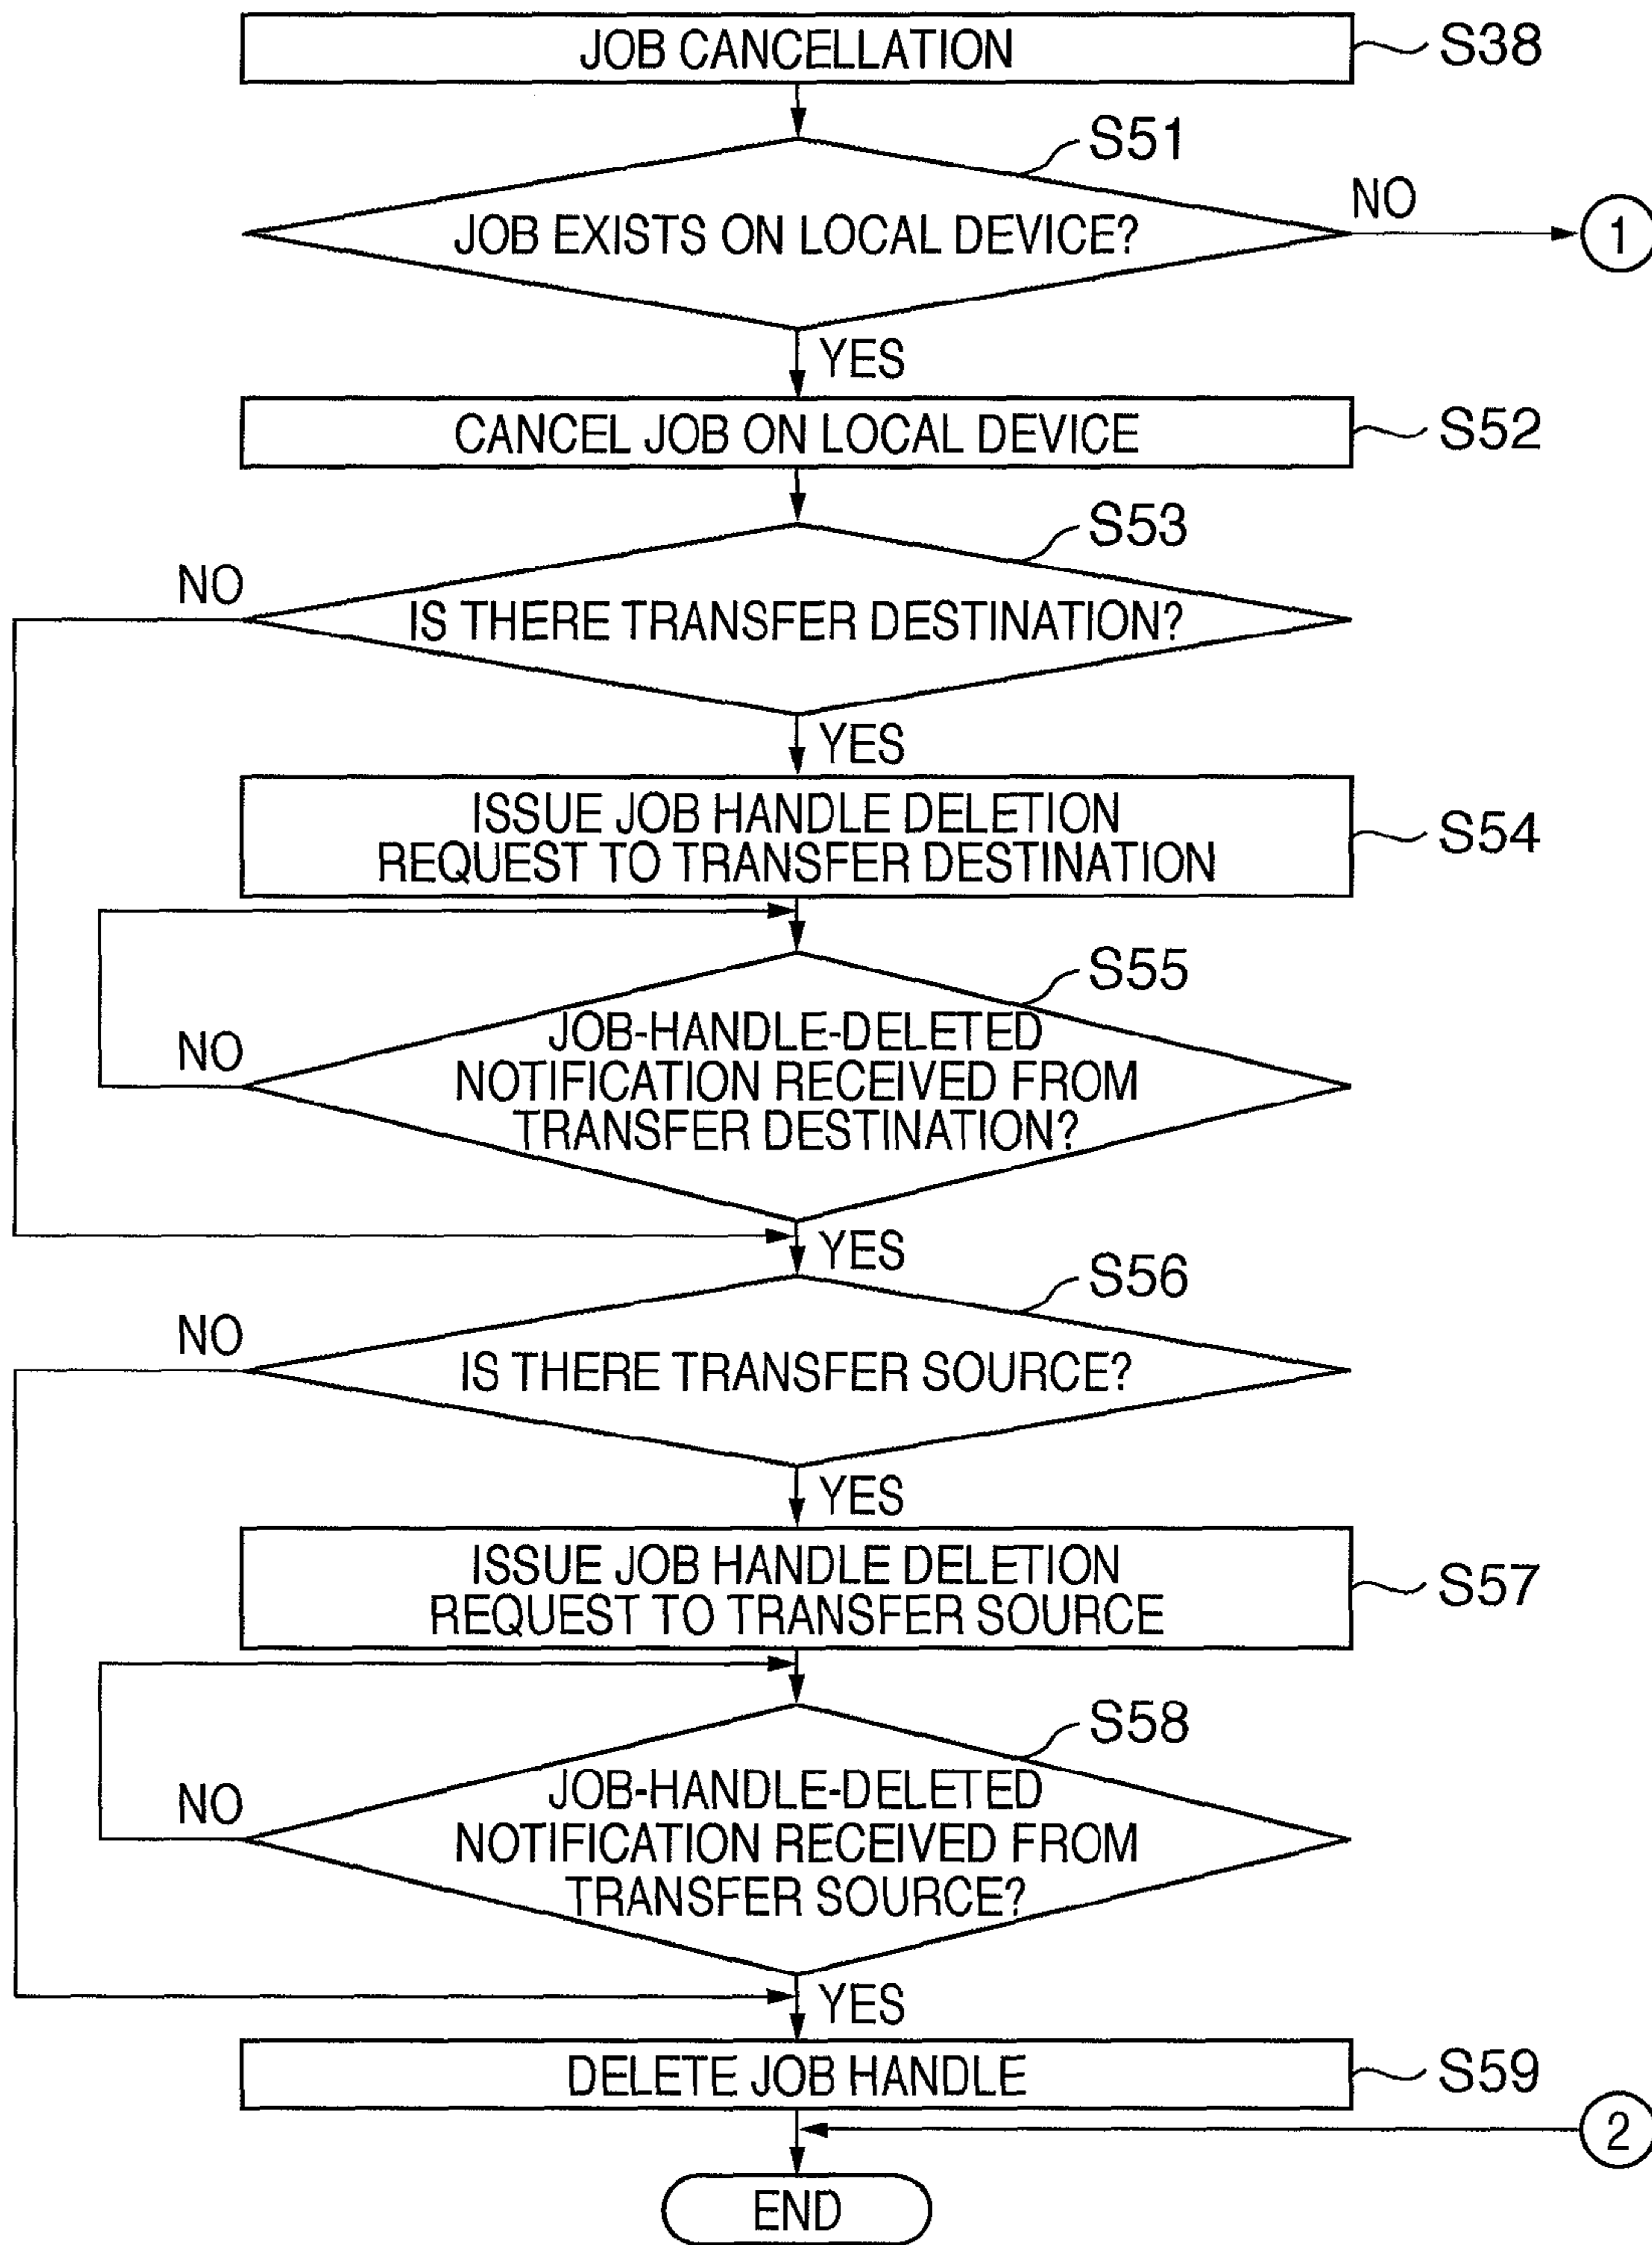 JOB CANCELLATION
S38
S51
JOB EXISTS ON LOCAL DEVICE?
NO
1
YES
CANCEL JOB ON LOCAL DEVICE
S52
S53
NO
IS THERE TRANSFER DESTINATION?
YES
ISSUE JOB HANDLE DELETION
REQUEST TO TRANSFER DESTINATION
S54
S55
NO
JOB-HANDLE-DELETED
NOTIFICATION RECEIVED FROM
TRANSFER DESTINATION?
YES
S56
NO
IS THERE TRANSFER SOURCE?
YES
ISSUE JOB HANDLE DELETION
REQUEST TO TRANSFER SOURCE
S57
S58
NO
JOB-HANDLE-DELETED
NOTIFICATION RECEIVED FROM
TRANSFER SOURCE?
YES
DELETE JOB HANDLE
S59
2
END